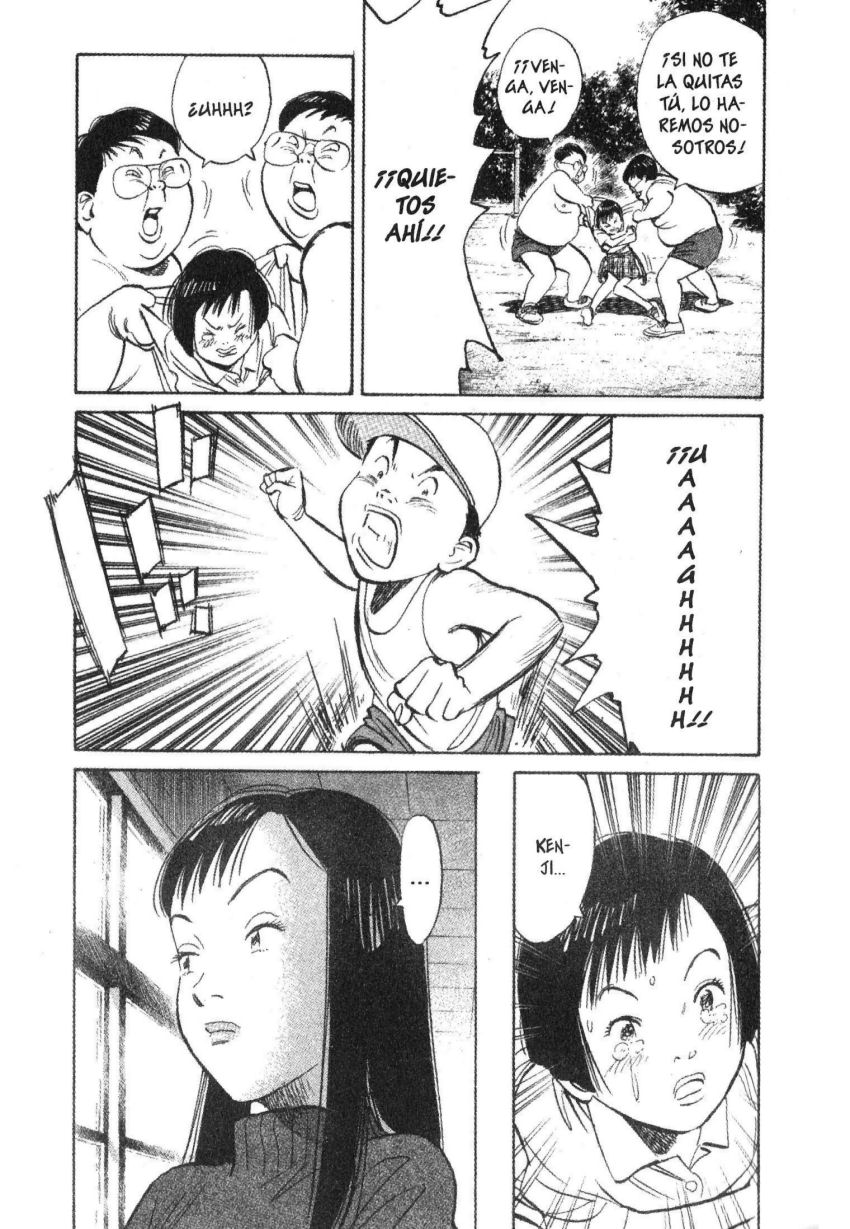 ¡SI NO TE
LA QUITAS
TÚ, LO HA-
REMOS NO-
SOTROS!
¡¡VEN-
GA, VEN-
GA!
¡¡QUIE-
TOS
AHÍ!!
¿UHHH?
¡¡U
A
A
A
A
G
H
H
H
H
H
H!!
KEN-
JI...
...